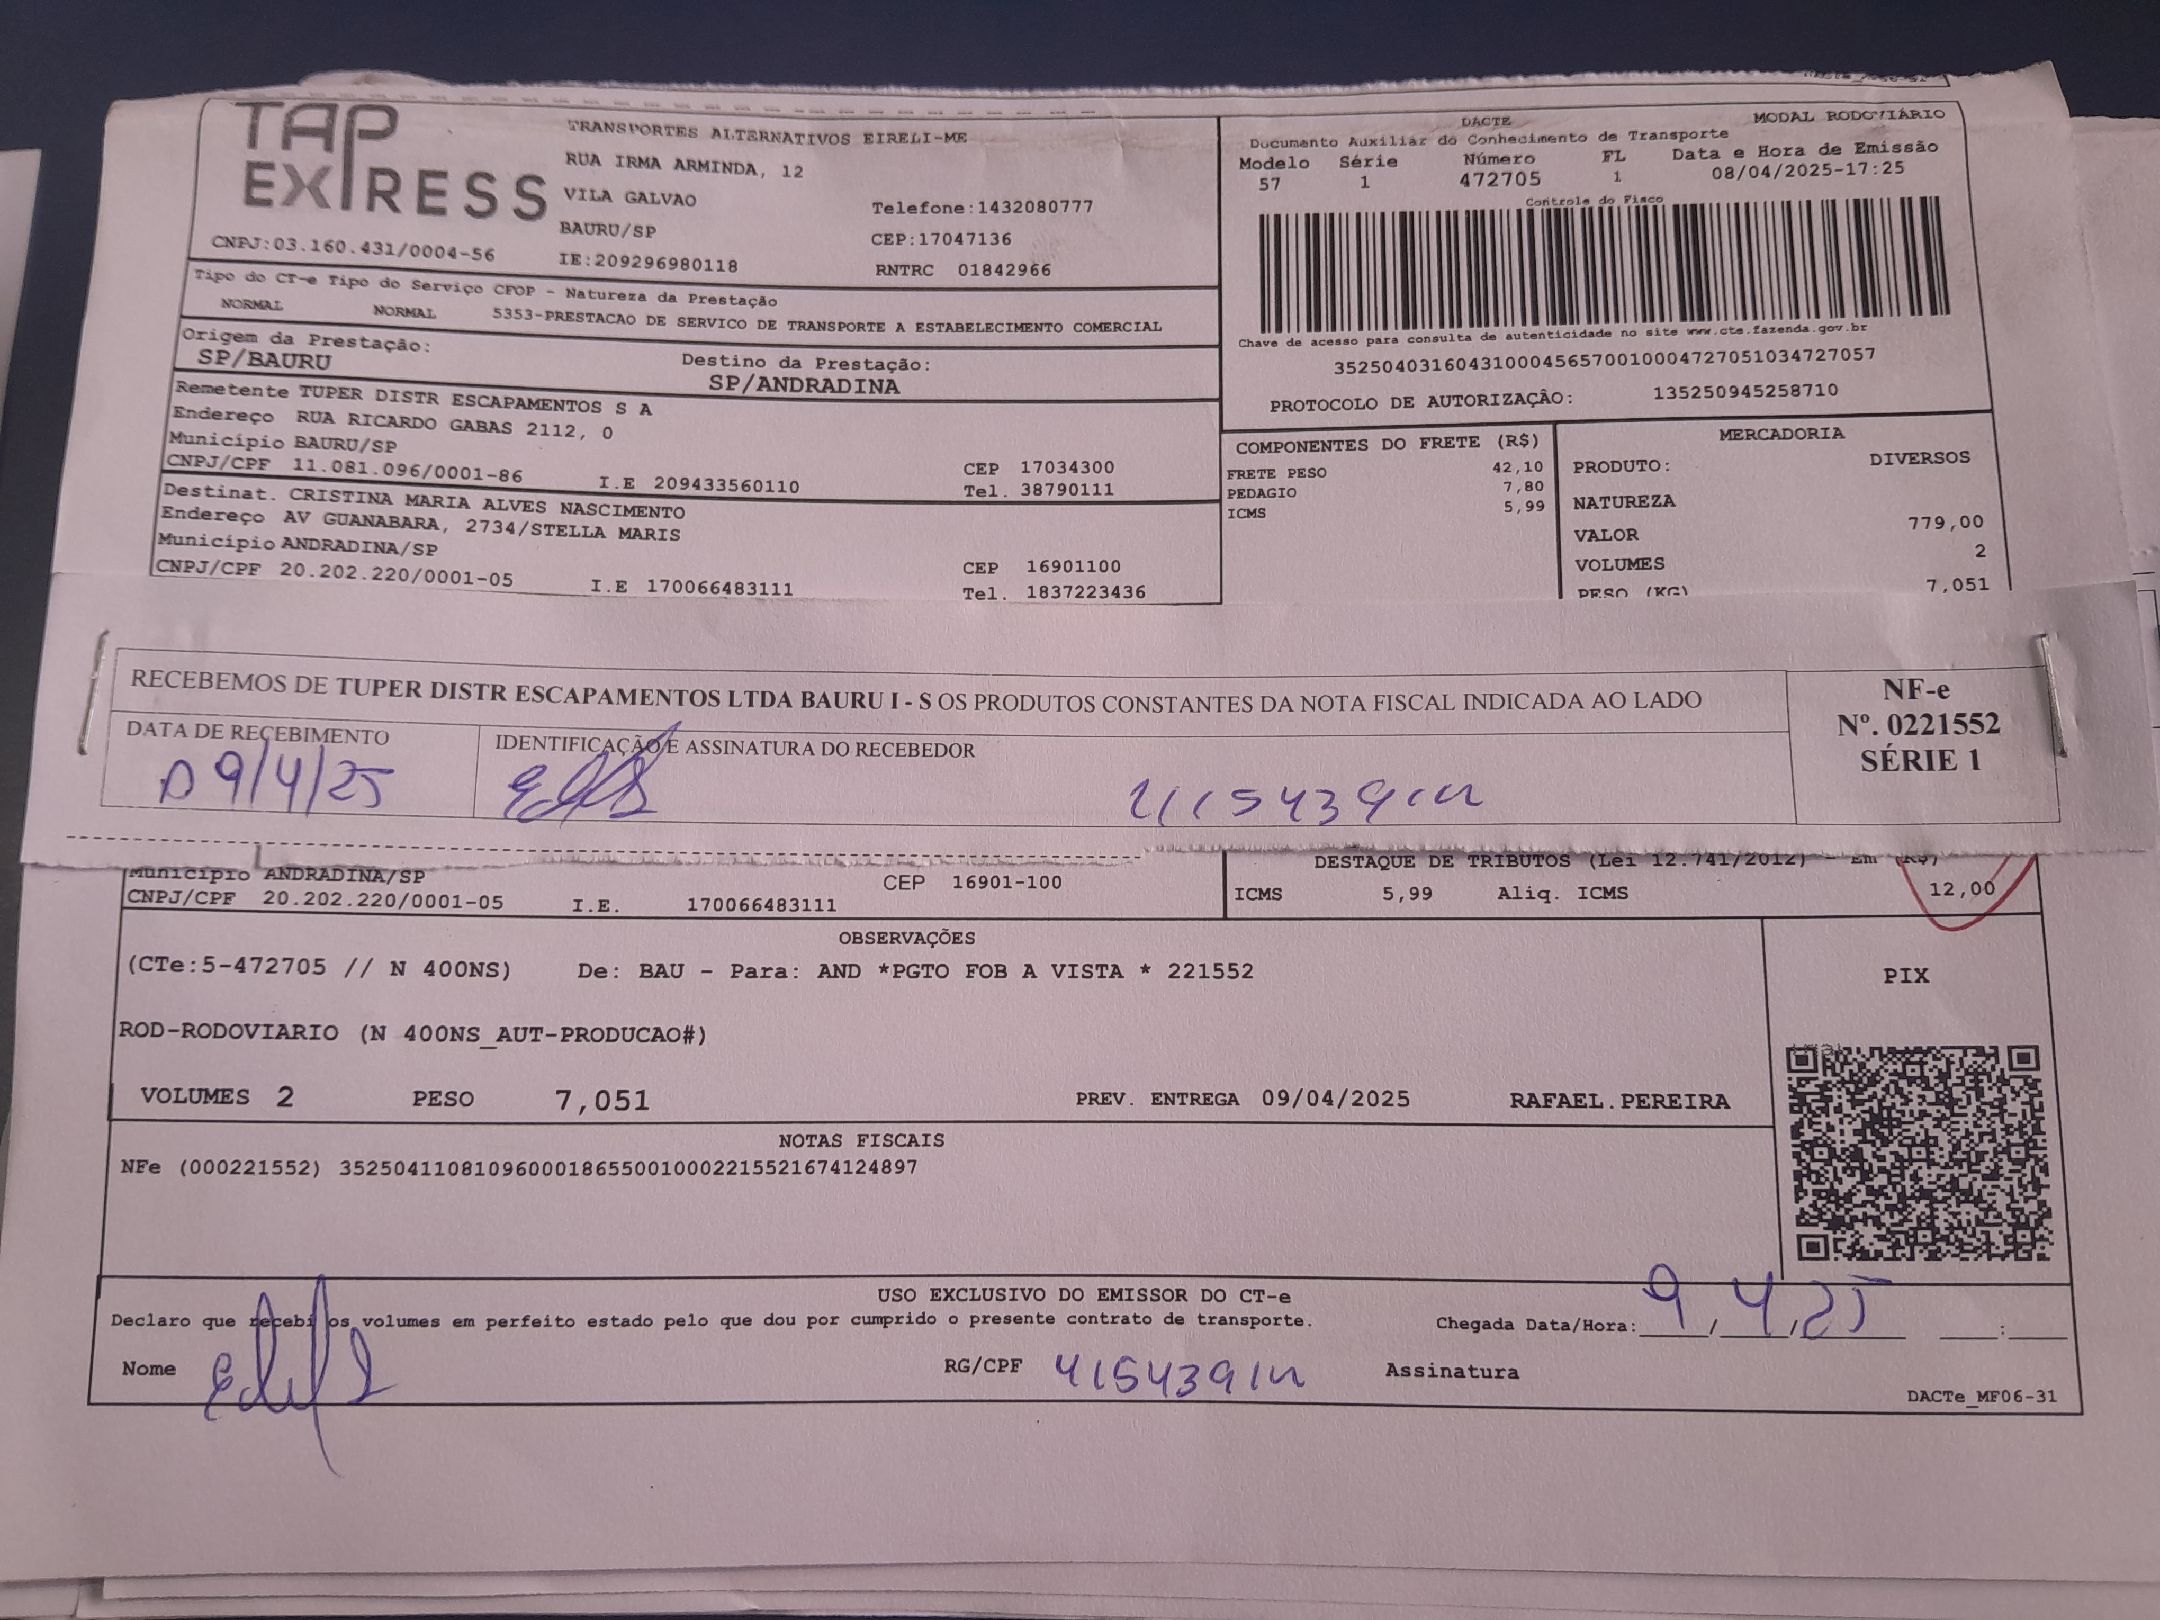 TAP EXPRESS
TRANSPORTES ALTERNATIVOS EIRELI-ME
RUA IRMA ARMINDA, 12
VILA GALVAO
Telefone:1432080777
BAURU/SP
CEP:17047136
CNPJ:03.160.431/0004-56
IE:209296980118
RNTRC 01842966
Tipo do CT-e Tipo do Serviço CFOP - Natureza da Prestação
NORMAL NORMAL 5353-PRESTACAO DE SERVICO DE TRANSPORTE A ESTABELECIMENTO COMERCIAL
Origem da Prestação:
SP/BAURU
Destino da Prestação:
SP/ANDRADINA
Remetente TUPER DISTR ESCAPAMENTOS S A
Endereço RUA RICARDO GABAS 2112, 0
Município BAURU/SP
CEP 17034300
CNPJ/CPF 11.081.096/0001-86 I.E 209433560110 Tel. 38790111
Destinat. CRISTINA MARIA ALVES NASCIMENTO
Endereço AV GUANABARA, 2734/STELLA MARIS
Município ANDRADINA/SP
CEP 16901100
CNPJ/CPF 20.202.220/0001-05 I.E 170066483111 Tel. 1837223436
DACTE MODAL RODOVIÁRIO
Documento Auxiliar do Conhecimento de Transporte
Modelo Série Número FL Data e Hora de Emissão
57 1 472705 1 08/04/2025-17:25
Controle do Fisco
Chave de acesso para consulta de autenticidade no site www.cte.fazenda.gov.br
35250403160431000456570010004727051034727057
PROTOCOLO DE AUTORIZAÇÃO: 135250945258710
COMPONENTES DO FRETE (R$)
FRETE PESO 42,10
PEDAGIO 7,80
ICMS 5,99
MERCADORIA
PRODUTO: DIVERSOS
NATUREZA
VALOR 779,00
VOLUMES 2
PESO (KG) 7,051
RECEBEMOS DE TUPER DISTR ESCAPAMENTOS LTDA BAURU I - S OS PRODUTOS CONSTANTES DA NOTA FISCAL INDICADA AO LADO
DATA DE RECEBIMENTO
09/4/25
IDENTIFICAÇÃO E ASSINATURA DO RECEBEDOR
NF-e
Nº. 0221552
SÉRIE 1
Município ANDRADINA/SP
CEP 16901-100
CNPJ/CPF 20.202.220/0001-05 I.E. 170066483111
DESTAQUE DE TRIBUTOS (Lei 12.741/2012) - Em (R$)
ICMS 5,99 Aliq. ICMS 12,00
OBSERVAÇÕES
(CTe:5-472705 // N 400NS) De: BAU - Para: AND *PGTO FOB A VISTA * 221552
ROD-RODOVIARIO (N 400NS_AUT-PRODUCAO#)
VOLUMES 2 PESO 7,051 PREV. ENTREGA 09/04/2025 RAFAEL.PEREIRA
PIX
NOTAS FISCAIS
NFe (000221552) 35250411081096000186550010002215521674124897
USO EXCLUSIVO DO EMISSOR DO CT-e
Declaro que recebi os volumes em perfeito estado pelo que dou por cumprido o presente contrato de transporte.
Chegada Data/Hora: 9/4/25 :
Nome
RG/CPF
Assinatura
DACTe_MF06-31